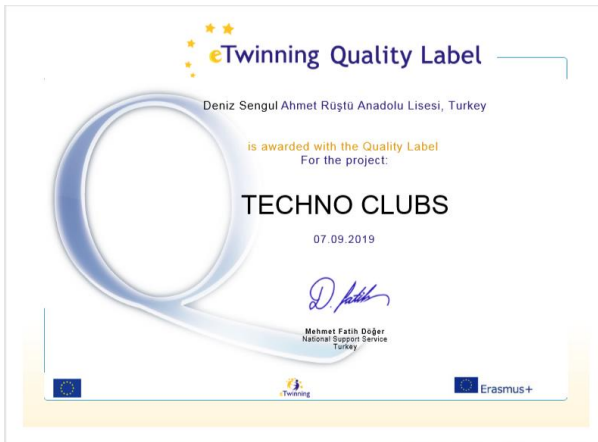 eTwinning Quality Label
Deniz Sengul Ahmet Rüştü Anadolu Lisesi, Turkey
is awarded with the Quality Label
For the project:
TECHNO CLUBS
07.09.2019
D. fatih
Mehmet Fatih Döğer
National Support Service
Turkey
eTwinning
Erasmus+